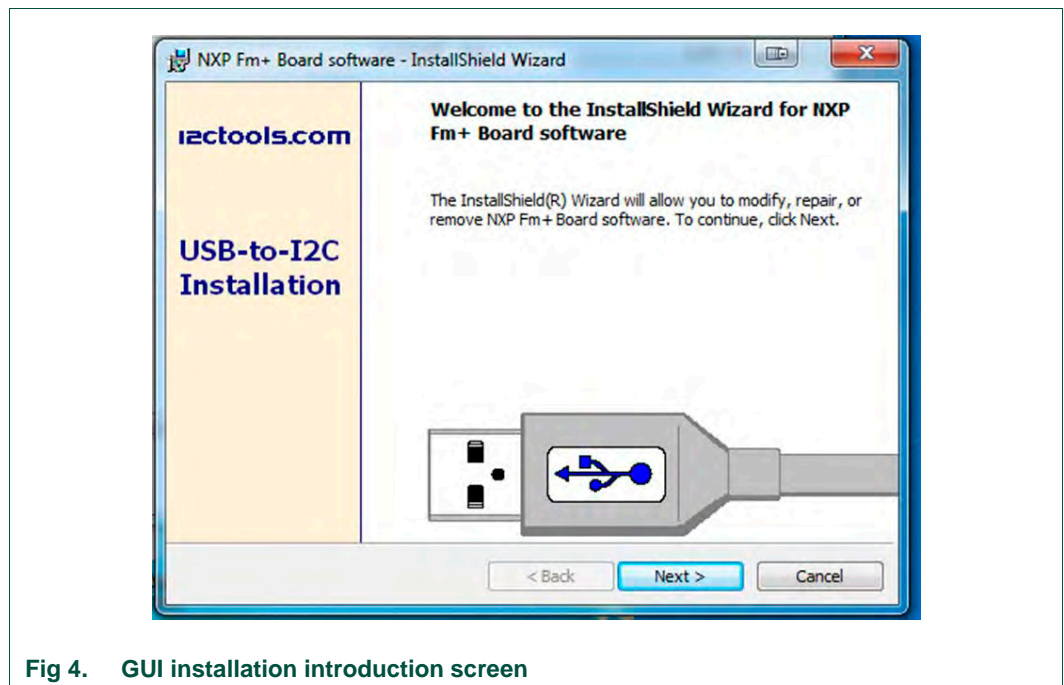 NXP Fm+ Board software - InstallShield Wizard
i2ctools.com
USB-to-I2C
Installation
Welcome to the InstallShield Wizard for NXP
Fm+ Board software
The InstallShield(R) Wizard will allow you to modify, repair, or
remove NXP Fm+ Board software. To continue, click Next.
< Back
Next >
Cancel
Fig 4. GUI installation introduction screen